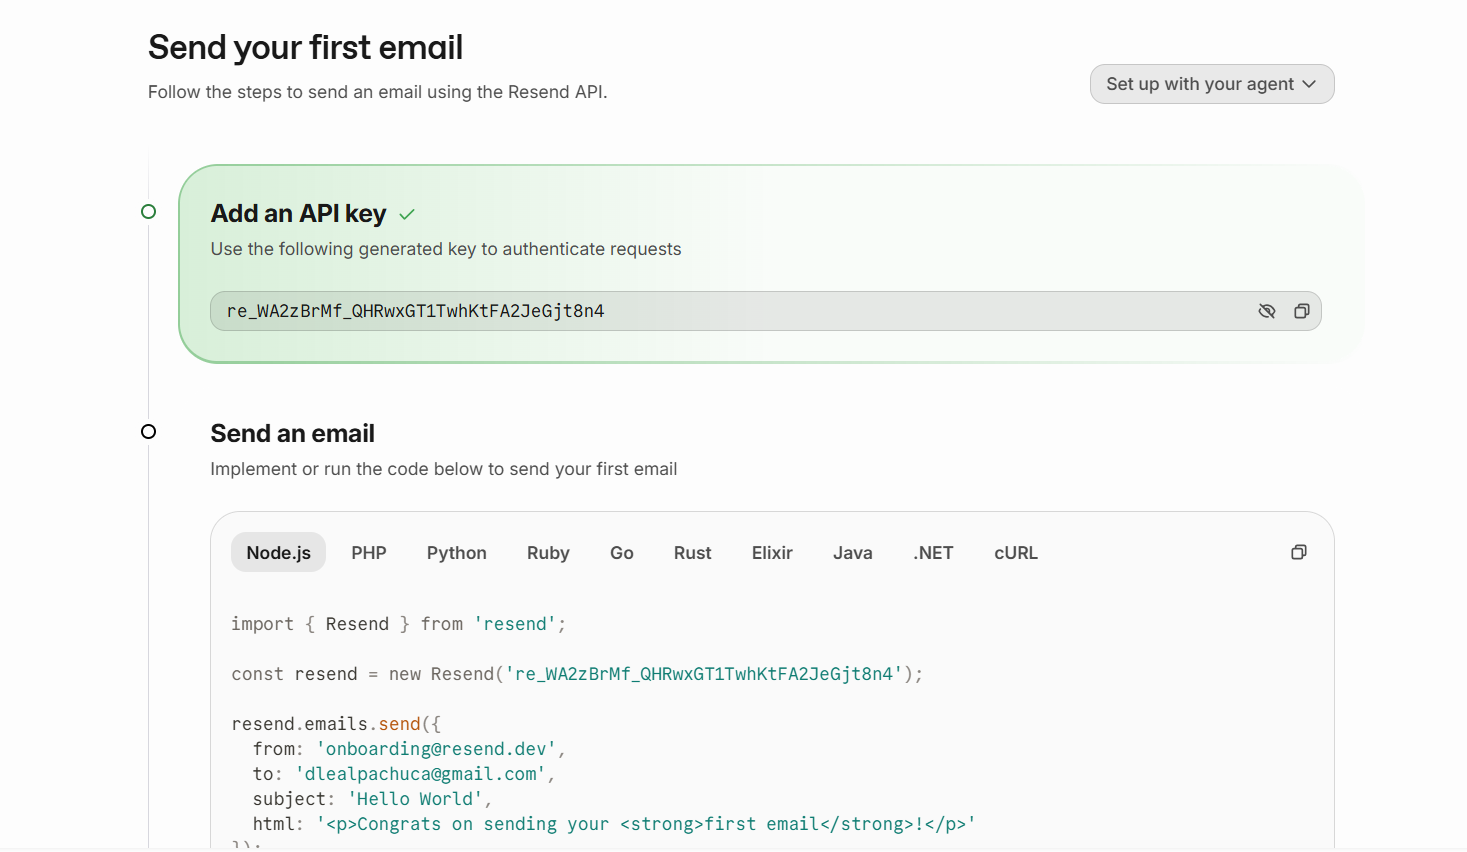 Send your first email
Follow the steps to send an email using the Resend API.
Set up with your agent
Add an API key
Use the following generated key to authenticate requests
re_WA2zBrMf_QHRwxGT1TwhKtFA2JeGjt8n4
Send an email
Implement or run the code below to send your first email
Node.js PHP Python Ruby Go Rust Elixir Java .NET cURL
import { Resend } from 'resend';
const resend = new Resend('re_WA2zBrMf_QHRwxGT1TwhKtFA2JeGjt8n4');
resend.emails.send({
  from: 'onboarding@resend.dev',
  to: 'dlealpachuca@gmail.com',
  subject: 'Hello World',
  html: '<p>Congrats on sending your <strong>first email</strong>!</p>'
});